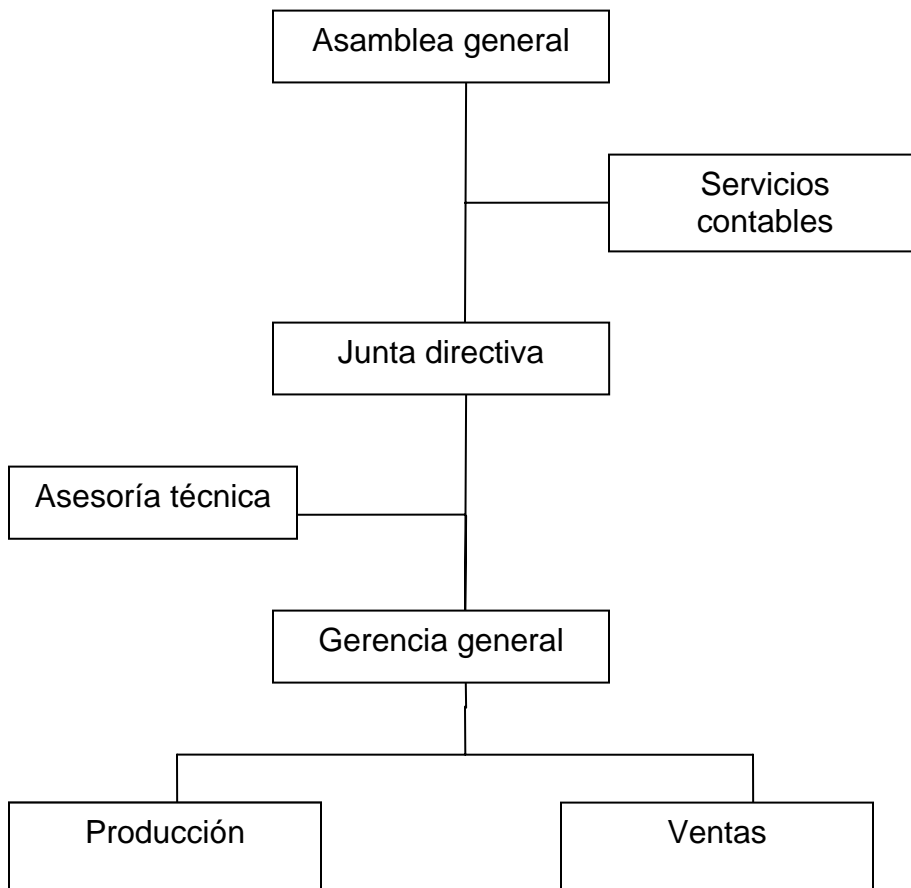 Asamblea general
Servicios
contables
Junta directiva
Asesoría técnica
Gerencia general
Producción
Ventas